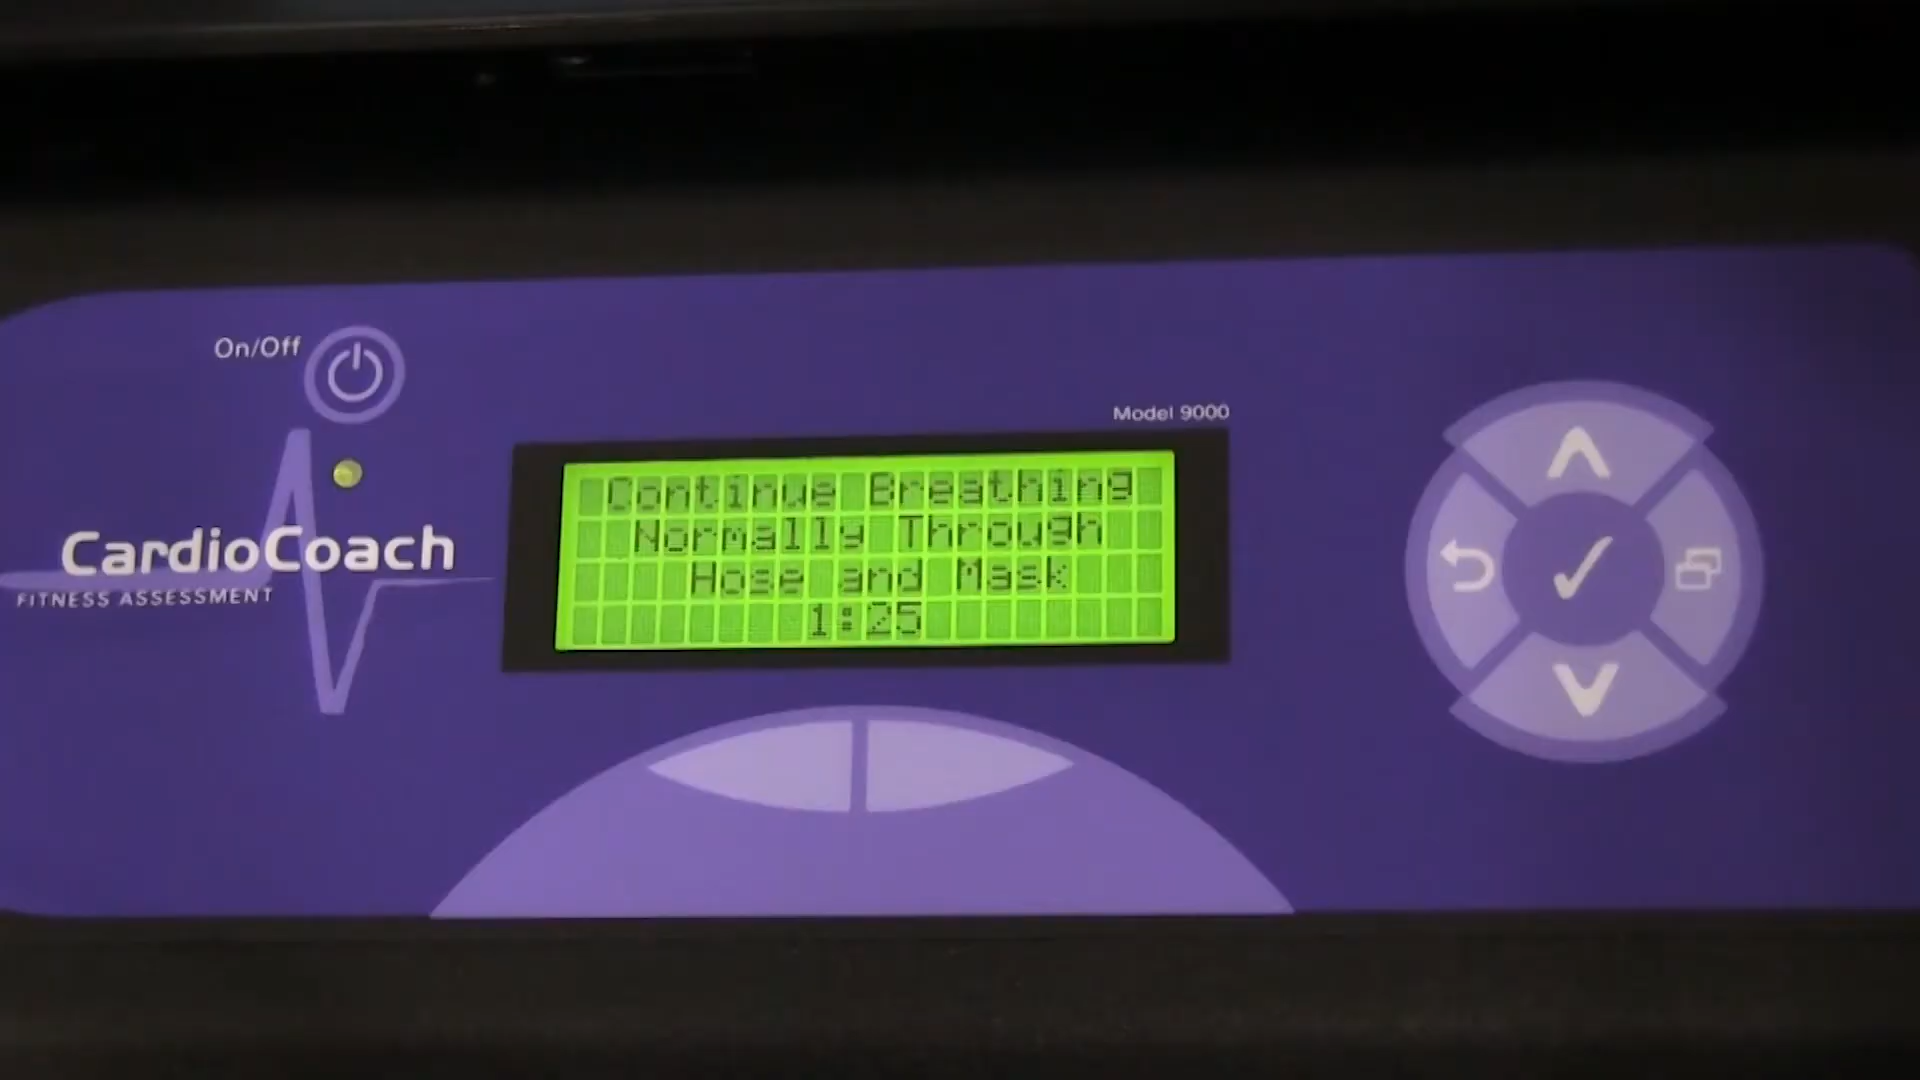 On/Off
Model 9000
Continue Breathing
Normally Through
Hose and Mask
1:25
CardioCoach
FITNESS ASSESSMENT